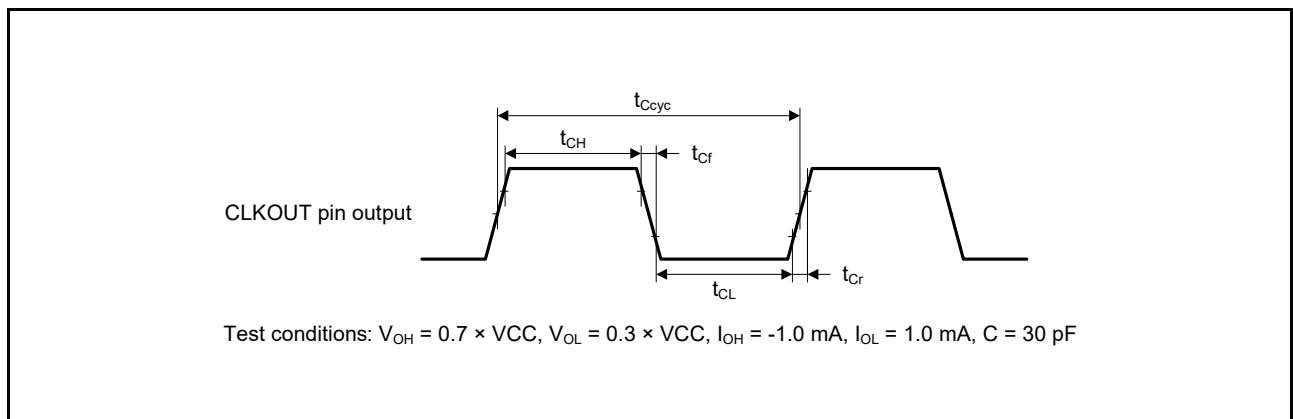 tCcyc
tCH
tCf
CLKOUT pin output
tCL
tCr
Test conditions: VOH = 0.7 × VCC, VOL = 0.3 × VCC, IOH = -1.0 mA, IOL = 1.0 mA, C = 30 pF